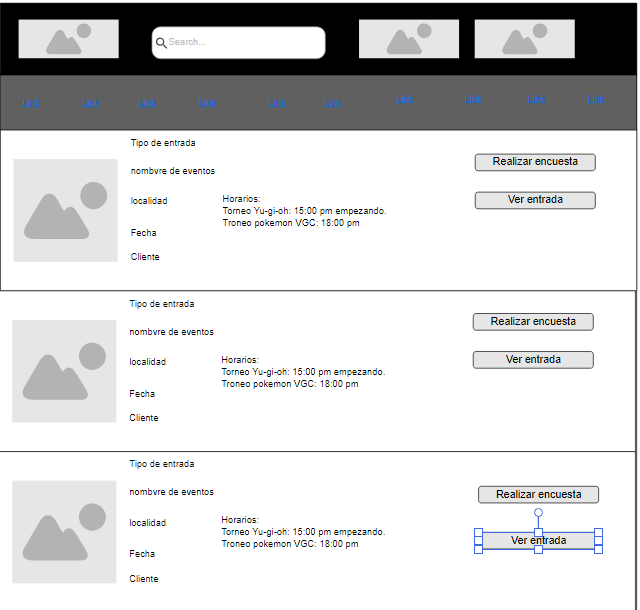 Search...
Link Link Link Link Link Link Link Link Link Link
Tipo de entrada
nombvre de eventos
localidad
Fecha
Cliente
Horarios:
Torneo Yu-gi-oh: 15:00 pm empezando.
Troneo pokemon VGC: 18:00 pm
Realizar encuesta
Ver entrada
Tipo de entrada
nombvre de eventos
localidad
Fecha
Cliente
Horarios:
Torneo Yu-gi-oh: 15:00 pm empezando.
Troneo pokemon VGC: 18:00 pm
Realizar encuesta
Ver entrada
Tipo de entrada
nombvre de eventos
localidad
Fecha
Cliente
Horarios:
Torneo Yu-gi-oh: 15:00 pm empezando.
Troneo pokemon VGC: 18:00 pm
Realizar encuesta
Ver entrada